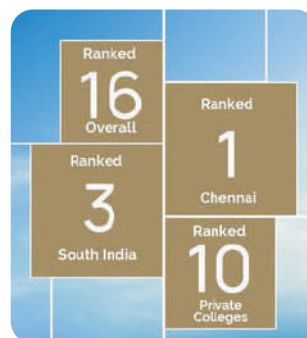 Ranked
16
Overall
Ranked
1
Chennai
Ranked
3
South India
Ranked
10
Private
Colleges